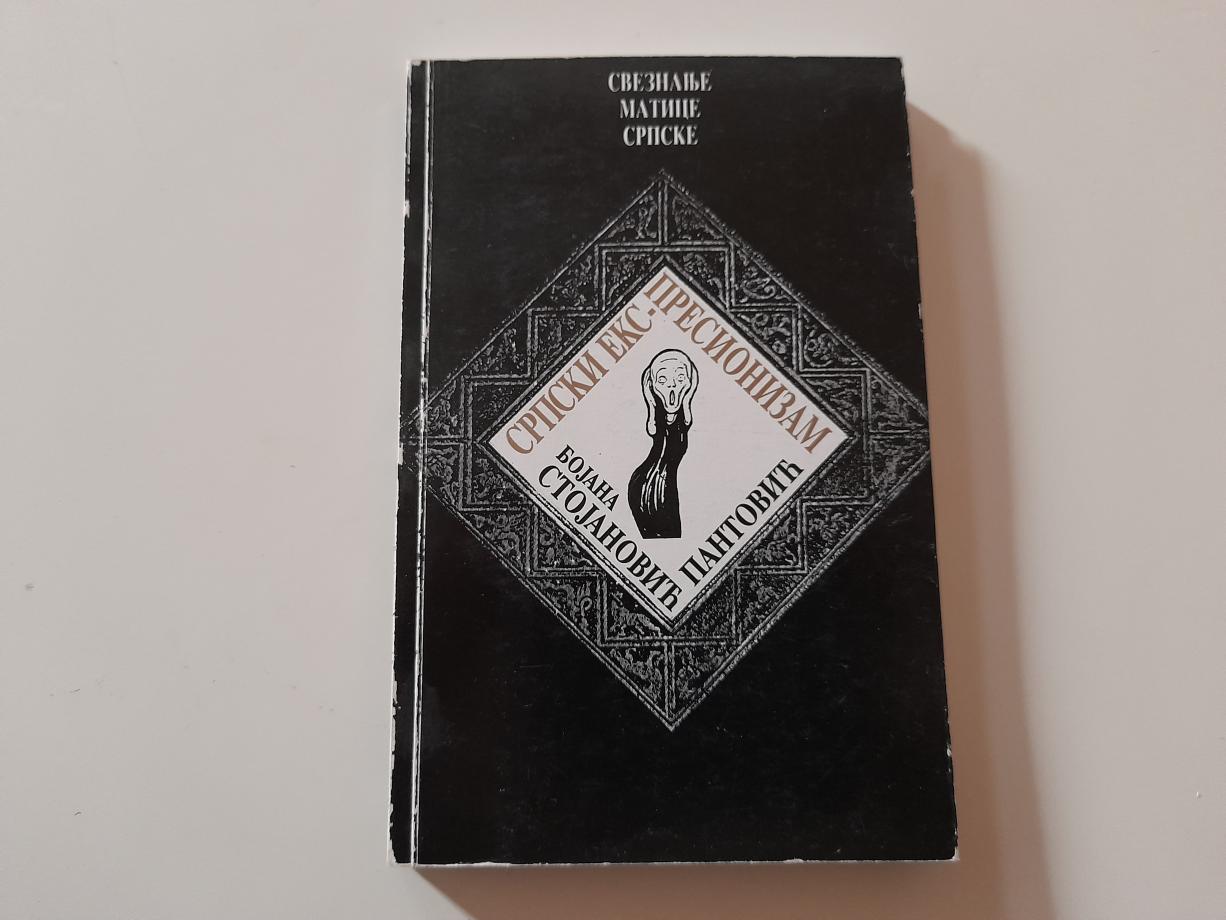 СВЕЗНАЊЕ
МАТИЦЕ
СРПСКЕ
СРПСКИ ЕКС-
ПРЕСИОНИЗАМ
БОЈАНА
СТОЈАНОВИЋ
ПАНТОВИЋ